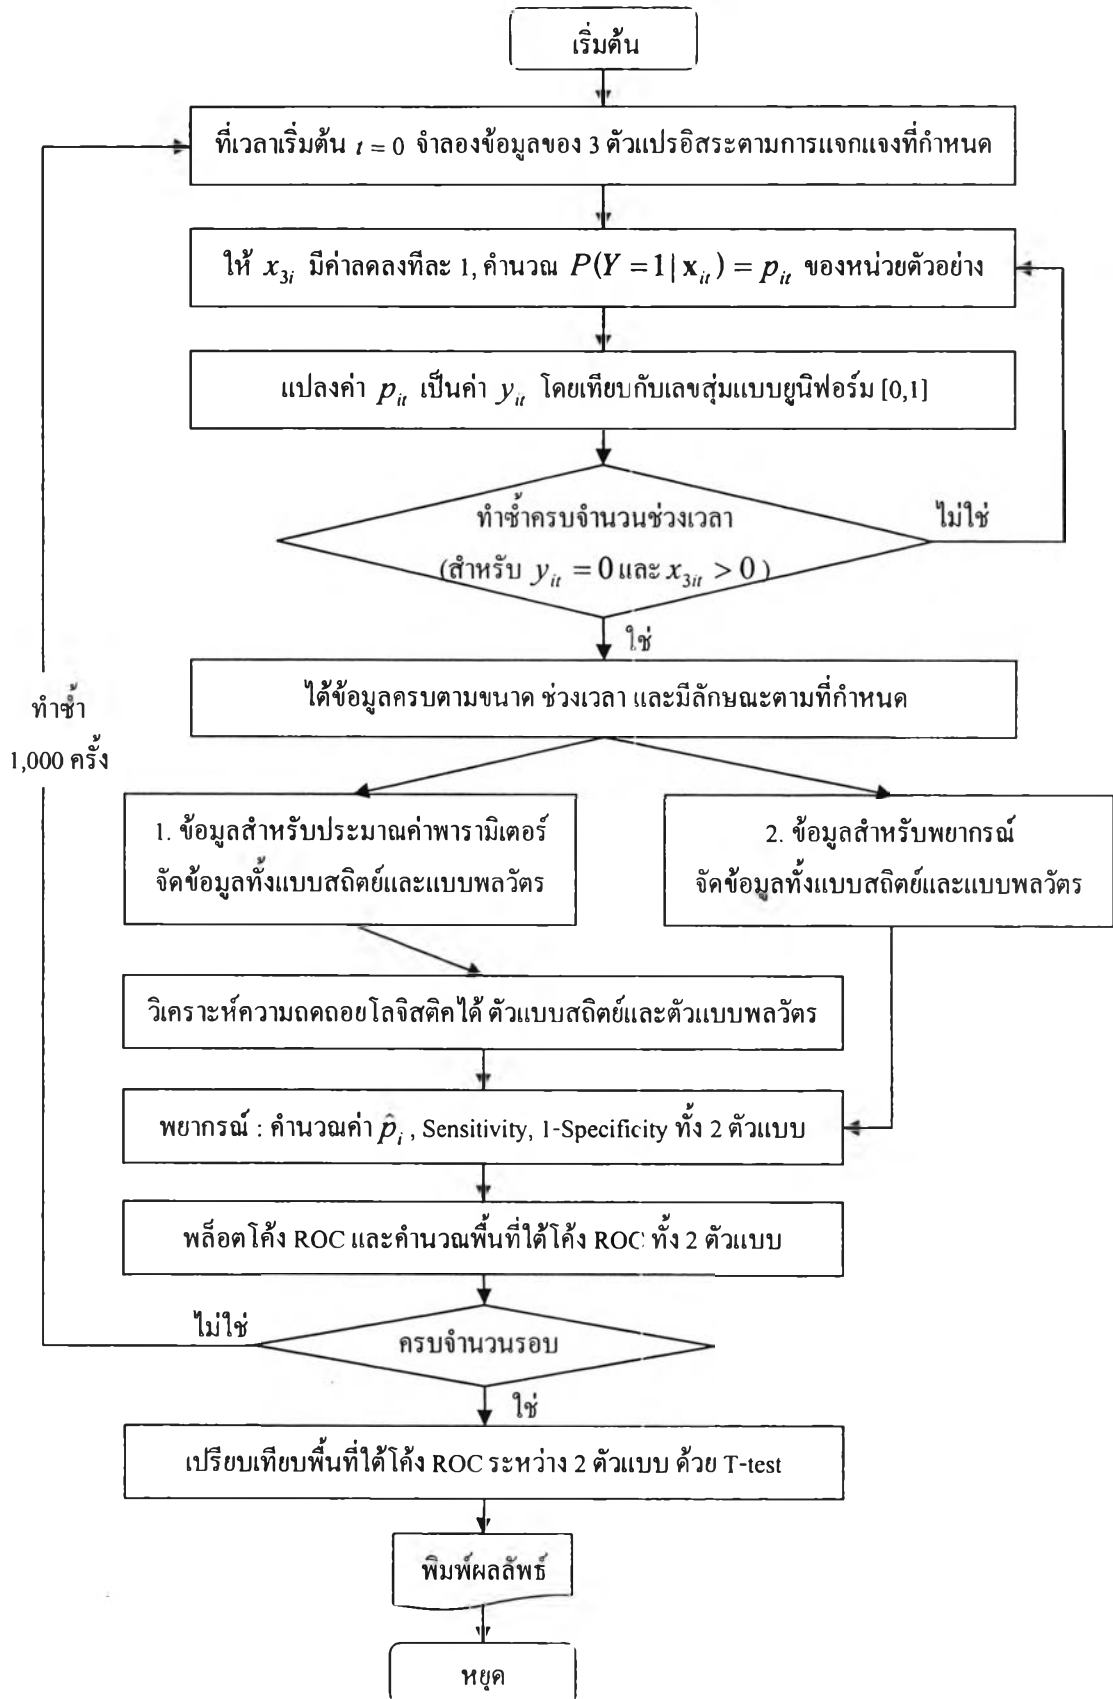 เริ่มต้น
ที่เวลาเริ่มต้น t = 0 จำลองข้อมูลของ 3 ตัวแปรอิสระตามการแจกแจงที่กำหนด
ให้ x_{3i} มีค่าลดลงทีละ 1, คำนวณ P(Y = 1 | x_{it}) = p_{it} ของหน่วยตัวอย่าง
แปลงค่า p_{it} เป็นค่า y_{it} โดยเทียบกับเลขสุ่มแบบยูนิฟอร์ม [0,1]
ทำซ้ำครบจำนวนช่วงเวลา
(สำหรับ y_{it} = 0 และ x_{3it} > 0 )
ไม่ใช่
ใช่
ได้ข้อมูลครบตามขนาด ช่วงเวลา และมีลักษณะตามที่กำหนด
ทำซ้ำ
1,000 ครั้ง
1. ข้อมูลสำหรับประมาณค่าพารามิเตอร์
จัดข้อมูลทั้งแบบสถิตย์และแบบพลวัตร
2. ข้อมูลสำหรับพยากรณ์
จัดข้อมูลทั้งแบบสถิตย์และแบบพลวัตร
วิเคราะห์ความถดถอยโลจิสติคได้ ตัวแบบสถิตย์และตัวแบบพลวัตร
พยากรณ์ : คำนวณค่า p̂_i , Sensitivity, 1-Specificity ทั้ง 2 ตัวแบบ
พล็อตโค้ง ROC และคำนวณพื้นที่ใต้โค้ง ROC ทั้ง 2 ตัวแบบ
ไม่ใช่
ครบจำนวนรอบ
ใช่
เปรียบเทียบพื้นที่ใต้โค้ง ROC ระหว่าง 2 ตัวแบบ ด้วย T-test
พิมพ์ผลลัพธ์
หยุด